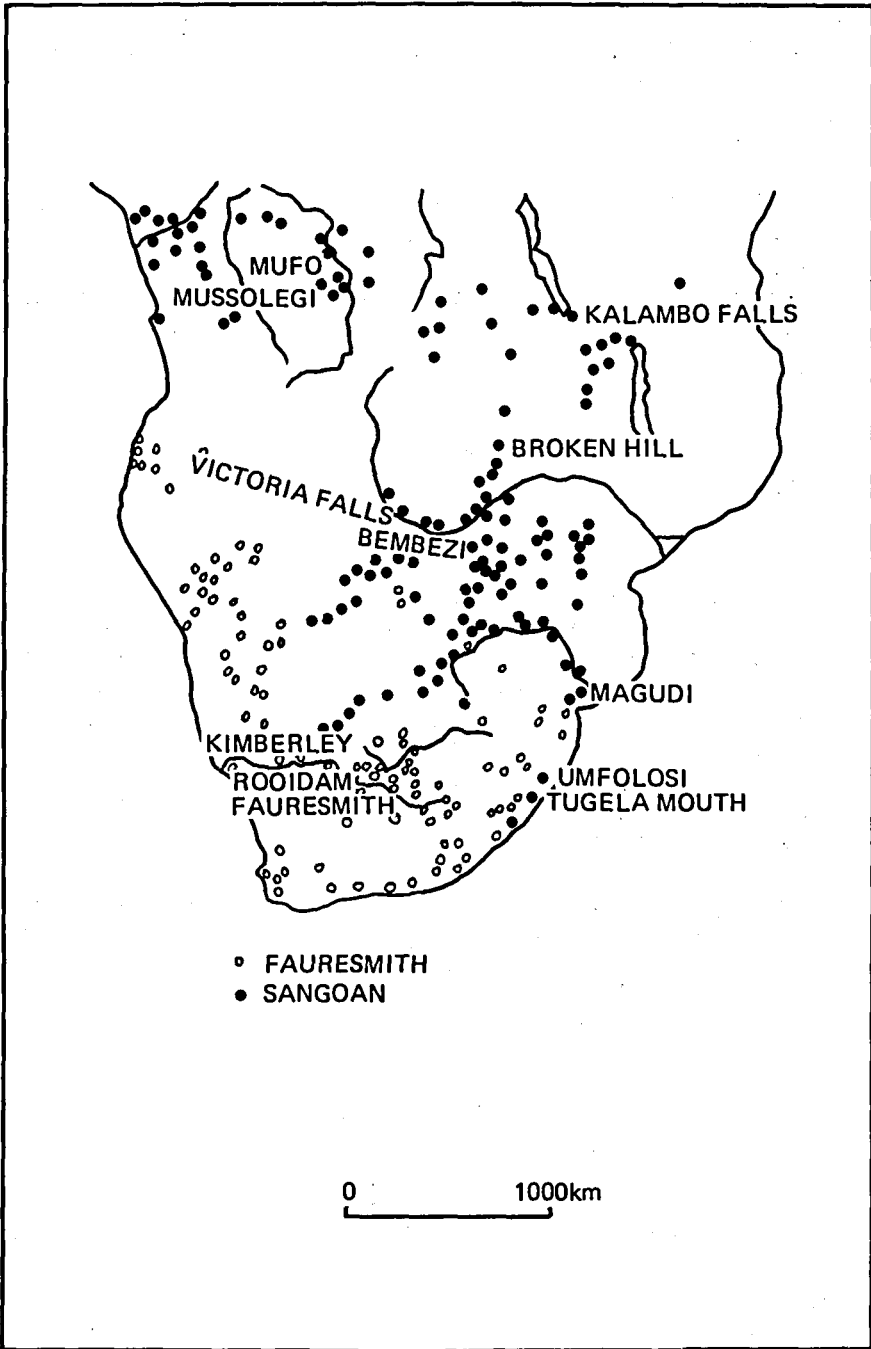 MUFO
MUSSOLEGI
KALAMBO FALLS
BROKEN HILL
VICTORIA FALLS
BEMBEZI
MAGUDI
KIMBERLEY
ROOIDAM
FAURESMITH
UMFOLOSI
TUGELA MOUTH
FAURESMITH
SANGOAN
0 1000km